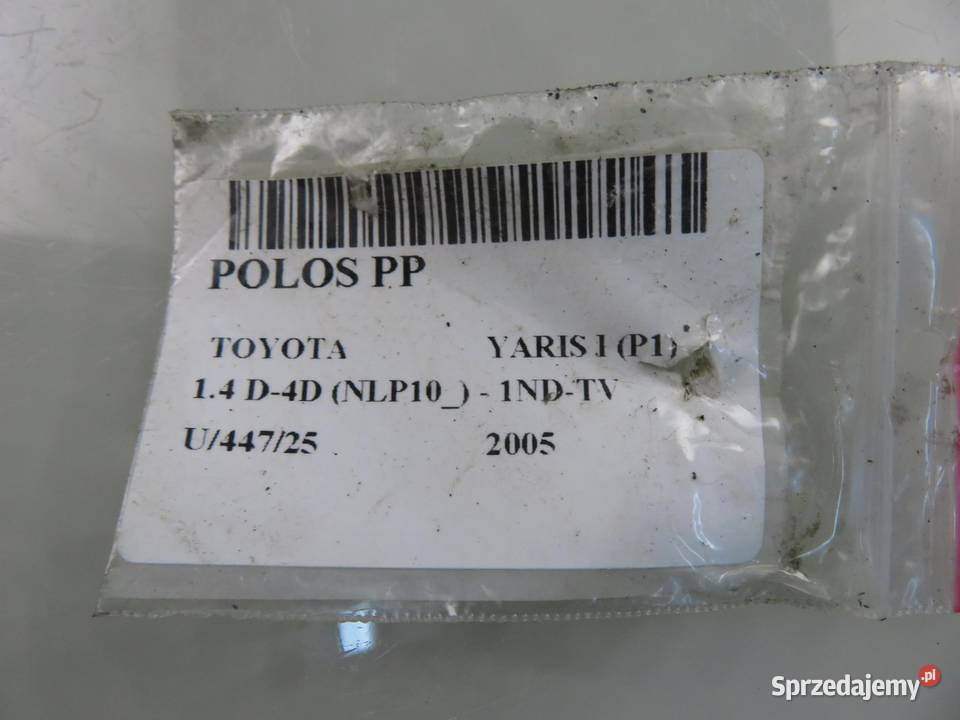 POLOS PP
TOYOTA YARIS I (P1)
1.4 D-4D (NLP10_) - 1ND-TV
U/447/25 2005
Sprzedajemy.pl